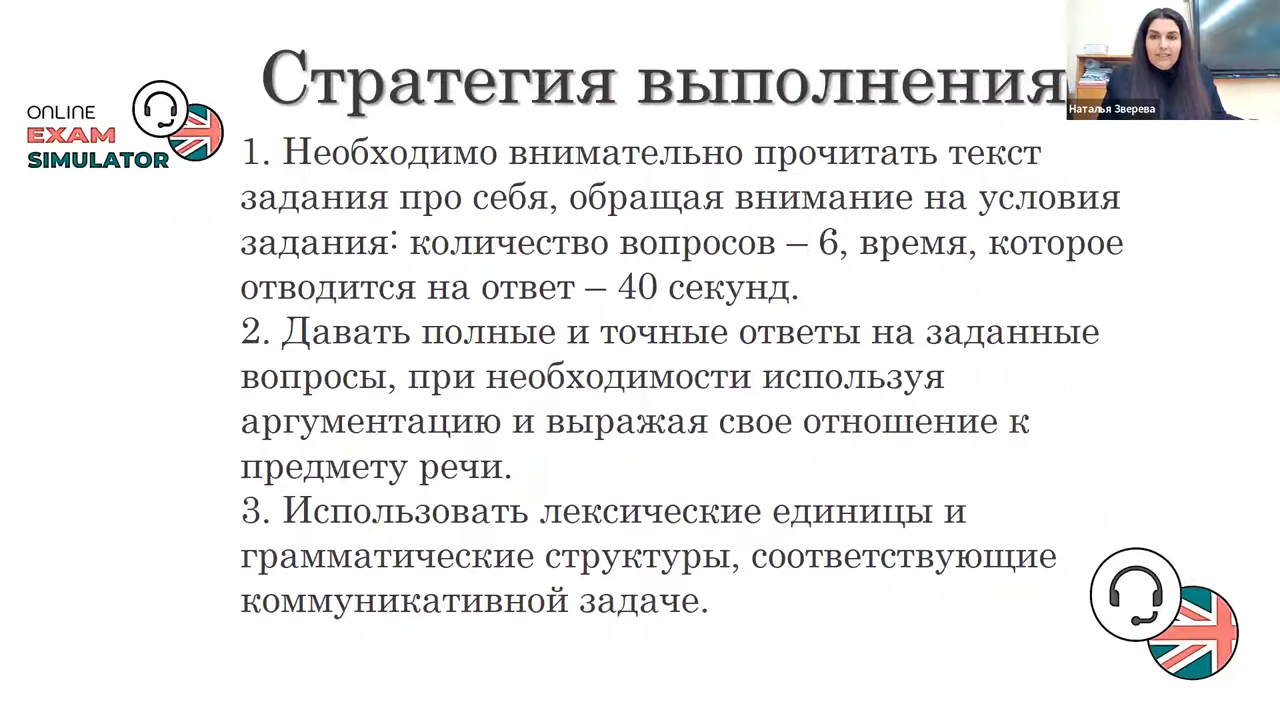 Стратегия выполнения
Наталья Зверева
ONLINE
EXAM
SIMULATOR
1. Необходимо внимательно прочитать текст
задания про себя, обращая внимание на условия
задания: количество вопросов – 6, время, которое
отводится на ответ – 40 секунд.
2. Давать полные и точные ответы на заданные
вопросы, при необходимости используя
аргументацию и выражая свое отношение к
предмету речи.
3. Использовать лексические единицы и
грамматические структуры, соответствующие
коммуникативной задаче.